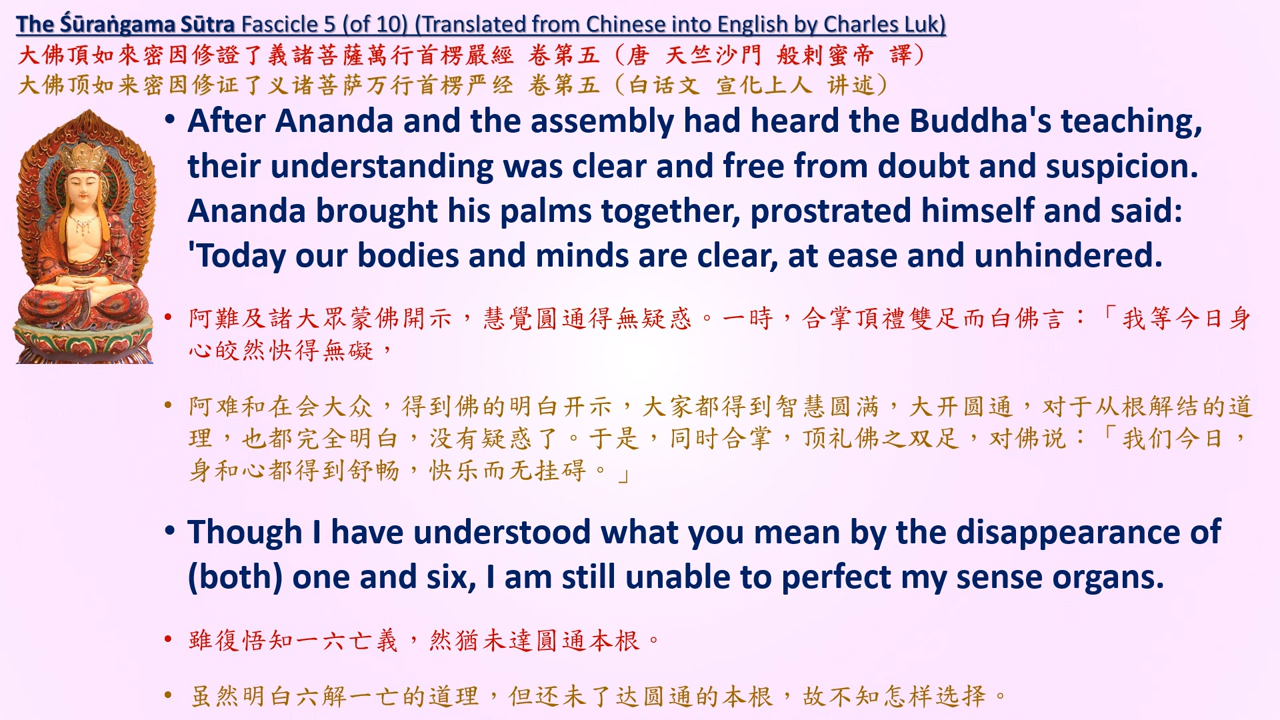 The Śūraṅgama Sūtra Fascicle 5 (of 10) (Translated from Chinese into English by Charles Luk)
大佛頂如來密因修證了義諸菩薩萬行首楞嚴經 卷第五（唐 天竺沙門 般剌蜜帝 譯）
大佛顶如来密因修证了义诸菩萨万行首楞严经 卷第五（白话文 宣化上人 讲述）
• After Ananda and the assembly had heard the Buddha's teaching,
their understanding was clear and free from doubt and suspicion.
Ananda brought his palms together, prostrated himself and said:
'Today our bodies and minds are clear, at ease and unhindered.
• 阿難及諸大眾蒙佛開示，慧覺圓通得無疑惑。一時，合掌頂禮雙足而白佛言：「我等今日身
心皎然快得無礙，
• 阿难和在会大众，得到佛的明白开示，大家都得到智慧圆满，大开圆通，对于从根解结的道
理，也都完全明白，没有疑惑了。于是，同时合掌，顶礼佛之双足，对佛说：「我们今日，
身和心都得到舒畅，快乐而无挂碍。」
• Though I have understood what you mean by the disappearance of
(both) one and six, I am still unable to perfect my sense organs.
• 雖復悟知一六亡義，然猶未達圓通本根。
• 虽然明白六解一亡的道理，但还未了达圆通的本根，故不知怎样选择。